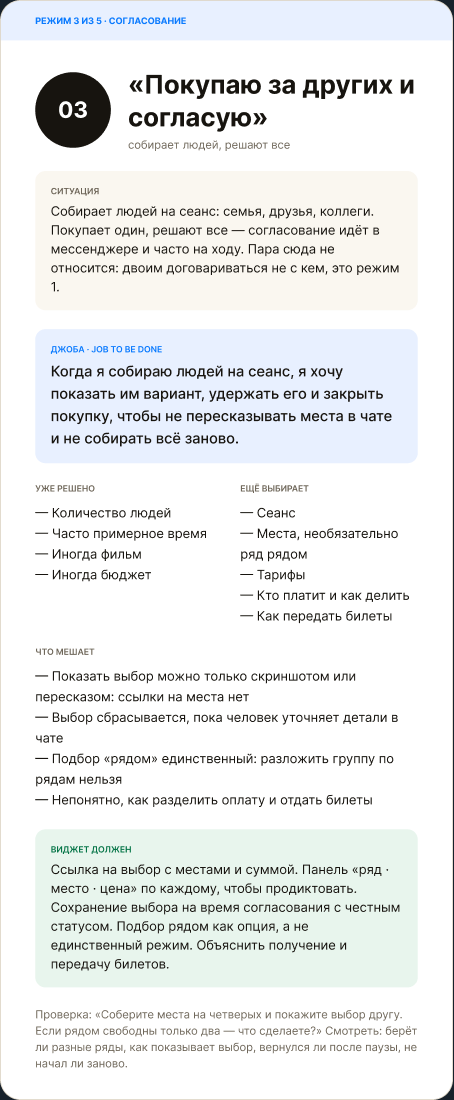 РЕЖИМ 3 ИЗ 5 · СОГЛАСОВАНИЕ
03
«Покупаю за других и
согласую»
собирает людей, решают все
СИТУАЦИЯ
Собирает людей на сеанс: семья, друзья, коллеги.
Покупает один, решают все — согласование идёт в
мессенджере и часто на ходу. Пара сюда не
относится: двоим договариваться не с кем, это режим
1.
ДЖОБА · JOB TO BE DONE
Когда я собираю людей на сеанс, я хочу
показать им вариант, удержать его и закрыть
покупку, чтобы не пересказывать места в чате
и не собирать всё заново.
УЖЕ РЕШЕНО
— Количество людей
— Часто примерное время
— Иногда фильм
— Иногда бюджет
ЕЩЁ ВЫБИРАЕТ
— Сеанс
— Места, необязательно
ряд рядом
— Тарифы
— Кто платит и как делить
— Как передать билеты
ЧТО МЕШАЕТ
— Показать выбор можно только скриншотом или
пересказом: ссылки на места нет
— Выбор сбрасывается, пока человек уточняет детали в
чате
— Подбор «рядом» единственный: разложить группу по
рядам нельзя
— Непонятно, как разделить оплату и отдать билеты
ВИДЖЕТ ДОЛЖЕН
Ссылка на выбор с местами и суммой. Панель «ряд ·
место · цена» по каждому, чтобы продиктовать.
Сохранение выбора на время согласования с честным
статусом. Подбор рядом как опция, а не
единственный режим. Объяснить получение и
передачу билетов.
Проверка: «Соберите места на четверых и покажите выбор другу.
Если рядом свободны только два — что сделаете?» Смотреть: берёт
ли разные ряды, как показывает выбор, вернулся ли после паузы, не
начал ли заново.